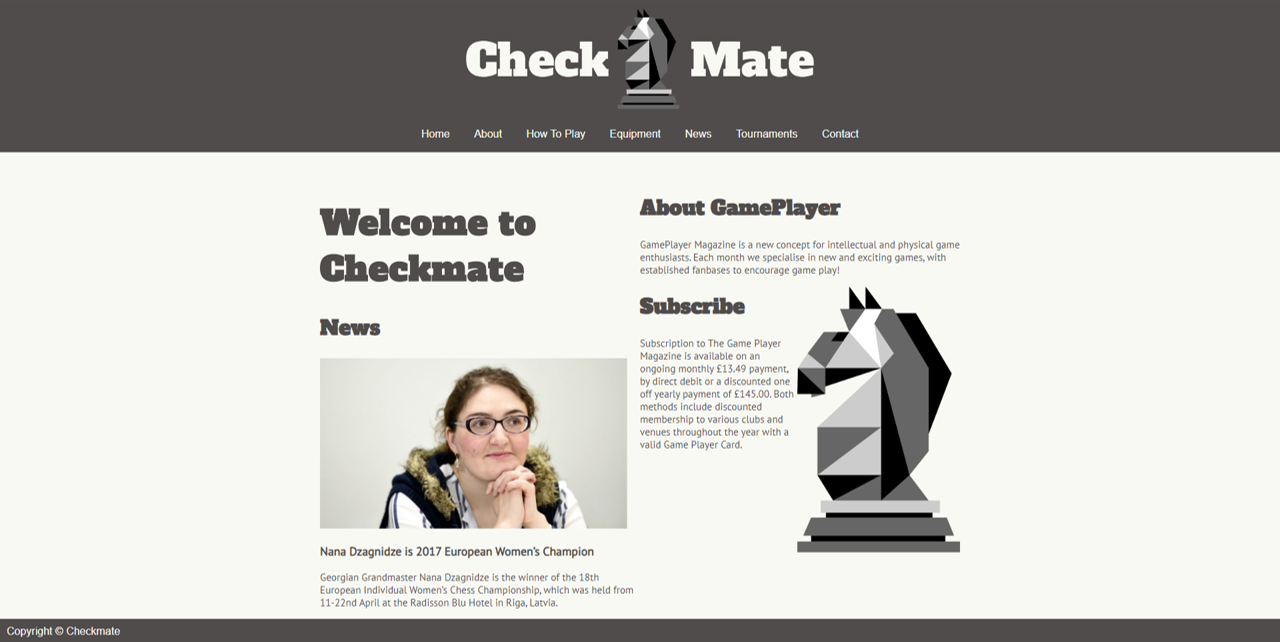 Check Mate
Home About How To Play Equipment News Tournaments Contact
Welcome to
Checkmate
News
Nana Dzagnidze is 2017 European Women's Champion
Georgian Grandmaster Nana Dzagnidze is the winner of the 18th
European Individual Women's Chess Championship, which was held from
11-22nd April at the Radisson Blu Hotel in Riga, Latvia.
About GamePlayer
GamePlayer Magazine is a new concept for intellectual and physical game
enthusiasts. Each month we specialise in new and exciting games, with
established fanbases to encourage game play!
Subscribe
Subscription to The Game Player
Magazine is available on an
ongoing monthly £13.49 payment,
by direct debit or a discounted one
off yearly payment of £145.00. Both
methods include discounted
membership to various clubs and
venues throughout the year with a
valid Game Player Card.
Copyright © Checkmate